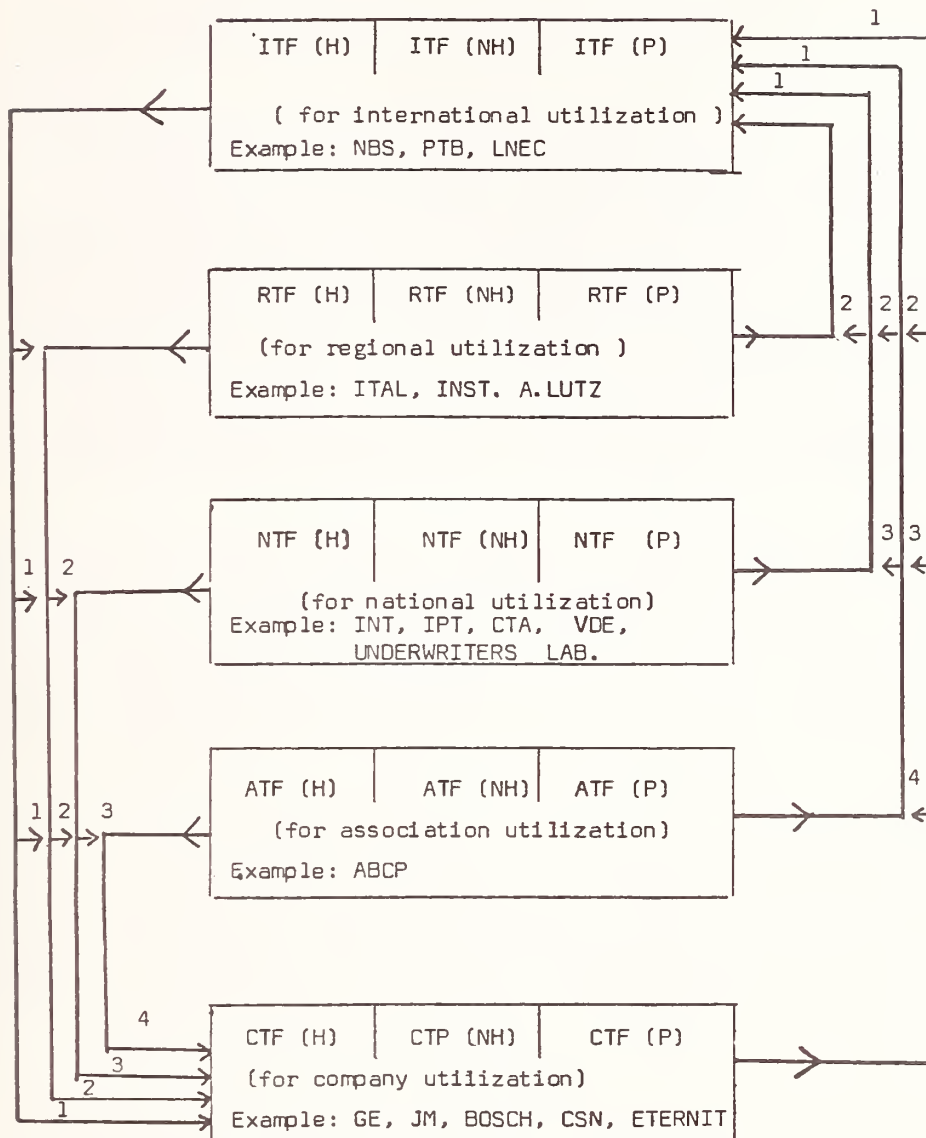 1
ITF (H) ITF (NH) ITF (P)
1
1
( for international utilization )
Example: NBS, PTB, LNEC
RTF (H) RTF (NH) RTF (P)
2 2 2
(for regional utilization )
Example: ITAL, INST. A.LUTZ
NTF (H) NTF (NH) NTF (P)
3 3
1 2
(for national utilization)
Example: INT, IPT, CTA, VDE,
UNDERWRITERS LAB.
ATF (H) ATF (NH) ATF (P)
4
1 2 3
(for association utilization)
Example: ABCP
4
CTF (H) CTP (NH) CTF (P)
3
(for company utilization)
2
1
Example: GE, JM, BOSCH, CSN, ETERNIT